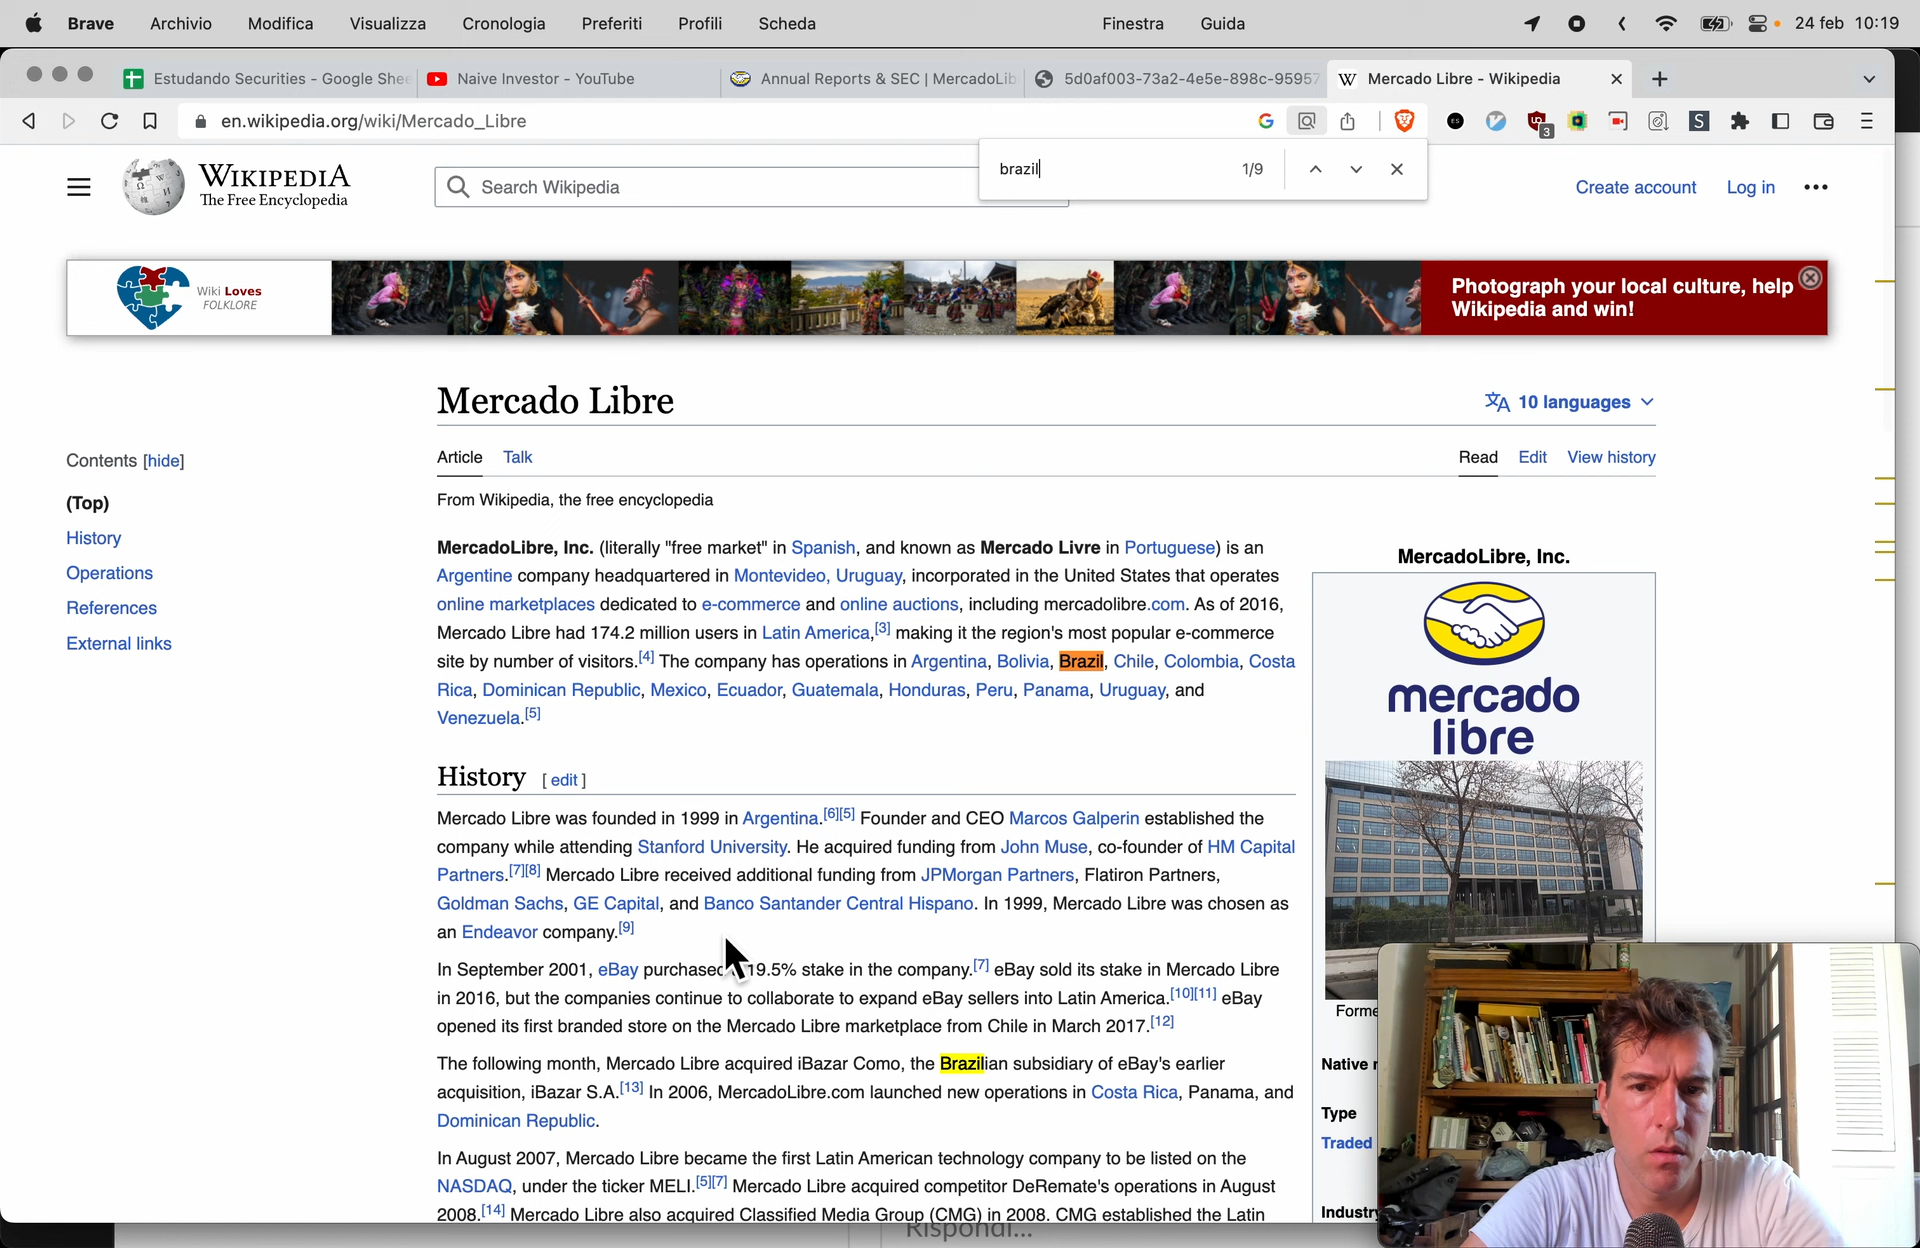 Brave Archivio Modifica Visualizza Cronologia Preferiti Profili Scheda Finestra Guida 24 feb 10:19
Estudando Securities - Google Shee
Naive Investor - YouTube
Annual Reports & SEC | MercadoLib
5d0af003-73a2-4e5e-898c-95957
Mercado Libre - Wikipedia
en.wikipedia.org/wiki/Mercado_Libre
3
brazil 1/9
WIKIPEDIA
The Free Encyclopedia
Search Wikipedia
Create account Log in
Wiki Loves
FOLKLORE
Photograph your local culture, help
Wikipedia and win!
Mercado Libre
10 languages
Contents [hide]
(Top)
History
Operations
References
External links
Article Talk
Read Edit View history
From Wikipedia, the free encyclopedia
MercadoLibre, Inc. (literally "free market" in Spanish, and known as Mercado Livre in Portuguese) is an
Argentine company headquartered in Montevideo, Uruguay, incorporated in the United States that operates
online marketplaces dedicated to e-commerce and online auctions, including mercadolibre.com. As of 2016,
Mercado Libre had 174.2 million users in Latin America,[3] making it the region's most popular e-commerce
site by number of visitors.[4] The company has operations in Argentina, Bolivia, Brazil, Chile, Colombia, Costa
Rica, Dominican Republic, Mexico, Ecuador, Guatemala, Honduras, Peru, Panama, Uruguay, and
Venezuela.[5]
History [ edit ]
Mercado Libre was founded in 1999 in Argentina.[6][5] Founder and CEO Marcos Galperin established the
company while attending Stanford University. He acquired funding from John Muse, co-founder of HM Capital
Partners.[7][8] Mercado Libre received additional funding from JPMorgan Partners, Flatiron Partners,
Goldman Sachs, GE Capital, and Banco Santander Central Hispano. In 1999, Mercado Libre was chosen as
an Endeavor company.[9]
In September 2001, eBay purchased 19.5% stake in the company.[7] eBay sold its stake in Mercado Libre
in 2016, but the companies continue to collaborate to expand eBay sellers into Latin America.[10][11] eBay
opened its first branded store on the Mercado Libre marketplace from Chile in March 2017.[12]
The following month, Mercado Libre acquired iBazar Como, the Brazilian subsidiary of eBay's earlier
acquisition, iBazar S.A.[13] In 2006, MercadoLibre.com launched new operations in Costa Rica, Panama, and
Dominican Republic.
In August 2007, Mercado Libre became the first Latin American technology company to be listed on the
NASDAQ, under the ticker MELI.[5][7] Mercado Libre acquired competitor DeRemate's operations in August
2008.[14] Mercado Libre also acquired Classified Media Group (CMG) in 2008. CMG established the Latin
MercadoLibre, Inc.
mercado
libre
Forme
Native
Type
Traded
Industry
Rispondi...